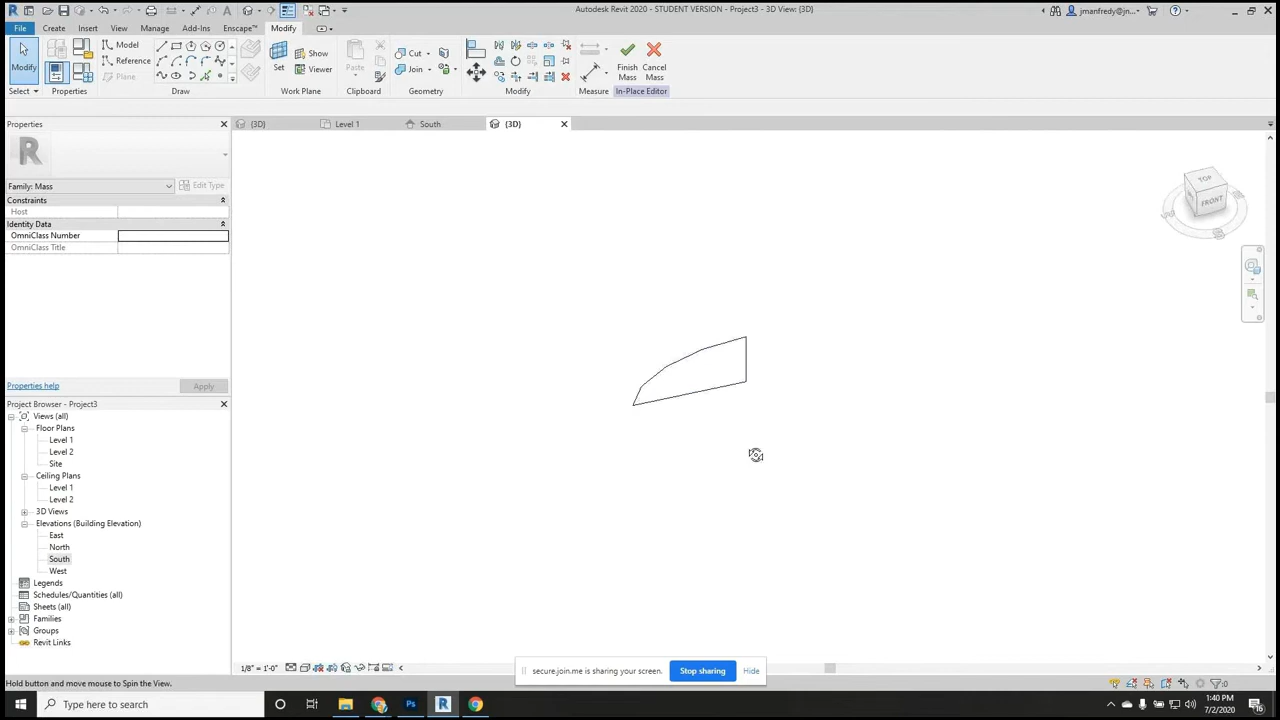 Autodesk Revit 2020 - STUDENT VERSION - Project3 - 3D View: {3D}
jmanfredy@jn...
File Create Insert View Manage Add-Ins Enscape™ Modify
Model
Reference
Plane
Set
Show
Viewer
Paste
Cut
Join
Finish Mass
Cancel Mass
Modify
Select Properties Draw Work Plane Clipboard Geometry Modify Measure In-Place Editor
Properties
{3D} Level 1 South {3D}
R
Family: Mass Edit Type
Constraints
Host
Identity Data
OmniClass Number
OmniClass Title
TOP
FRONT
S
Properties help Apply
Project Browser - Project3
Views (all)
Floor Plans
Level 1
Level 2
Site
Ceiling Plans
Level 1
Level 2
3D Views
Elevations (Building Elevation)
East
North
South
West
Legends
Schedules/Quantities (all)
Sheets (all)
Families
Groups
Revit Links
1/8" = 1'-0"
secure.join.me is sharing your screen. Stop sharing Hide
Hold button and move mouse to Spin the View.
:0
Type here to search
1:40 PM
7/2/2020